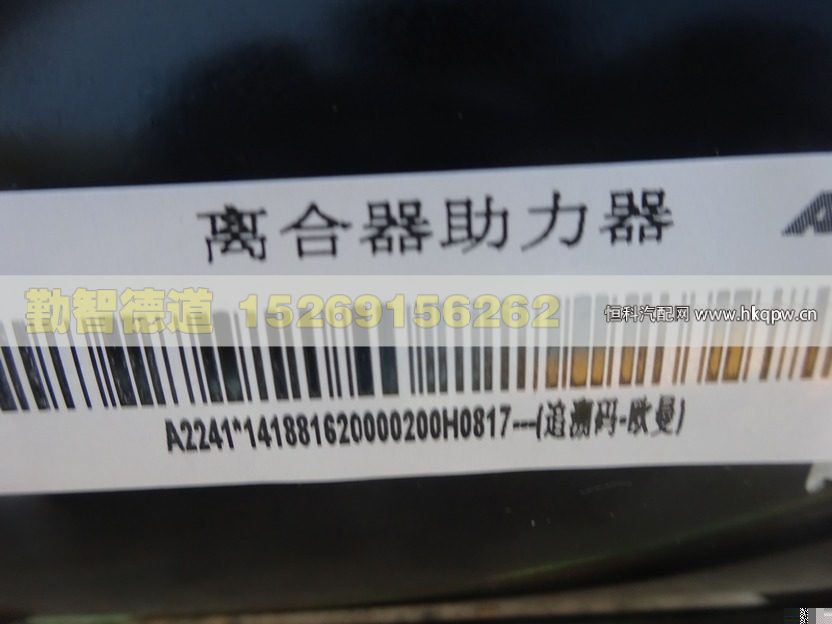 离合器助力器
勤智德道 15269156262
恒科汽配网 www.hkqpw.cn
A2241*141881620000200H0817---(追溯码-欧曼)